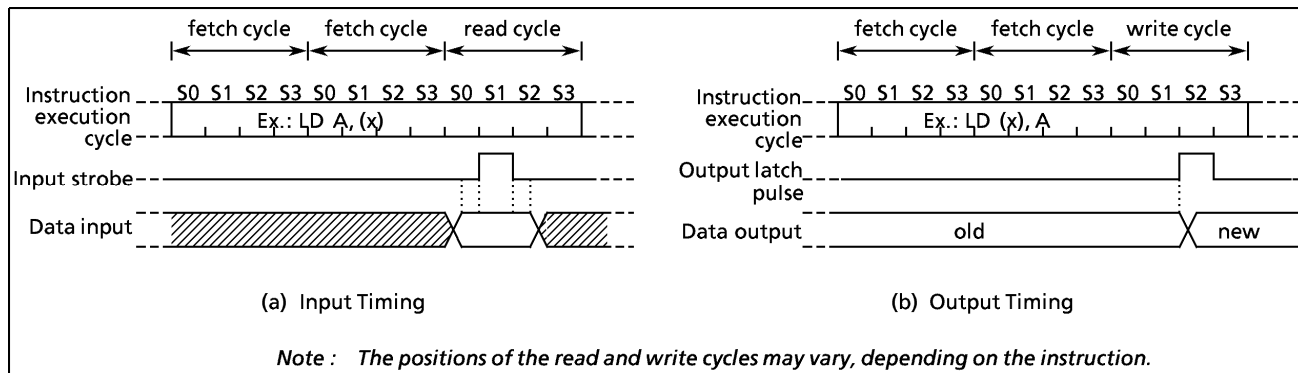 fetch cycle fetch cycle read cycle
S0 S1 S2 S3 S0 S1 S2 S3 S0 S1 S2 S3
Instruction
execution
cycle
Ex.: LD A, (x)
Input strobe
Data input
(a) Input Timing
fetch cycle fetch cycle write cycle
S0 S1 S2 S3 S0 S1 S2 S3 S0 S1 S2 S3
Instruction
execution
cycle
Ex.: LD (x), A
Output latch
pulse
Data output
old new
(b) Output Timing
Note : The positions of the read and write cycles may vary, depending on the instruction.